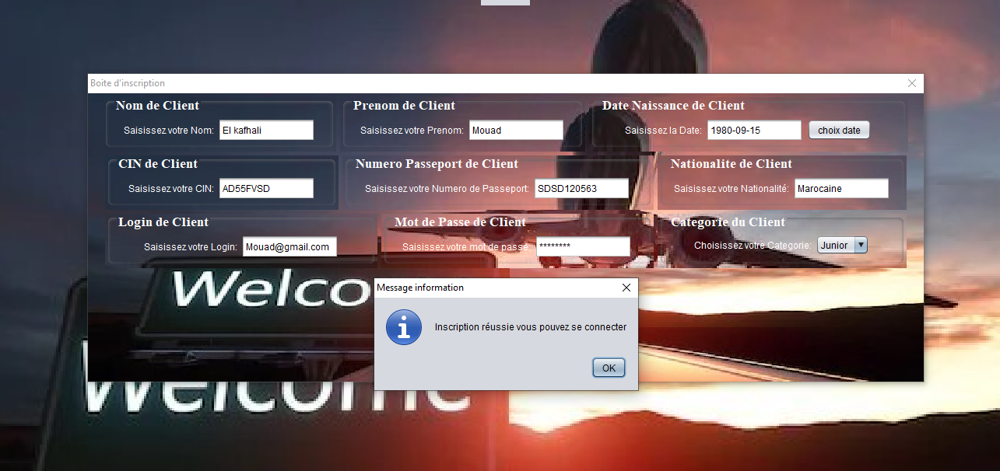 Boite d'inscription
Nom de Client
Prenom de Client
Date Naissance de Client
Saisissez votre Nom: El kafhali
Saisissez votre Prenom: Mouad
Saisissez la Date: 1980-09-15 choix date
CIN de Client
Numero Passeport de Client
Nationalite de Client
Saisissez votre CIN: AD55FVSD
Saisissez votre Numero de Passeport: SDSD120563
Saisissez votre Nationalité: Marocaine
Login de Client
Mot de Passe de Client
Categorie du Client
Saisissez votre Login: Mouad@gmail.com
Saisissez votre mot de passe: ********
Choisissez votre Categorie: Junior
Welco
Message information
Inscription réussie vous pouvez se connecter
OK
Welcome